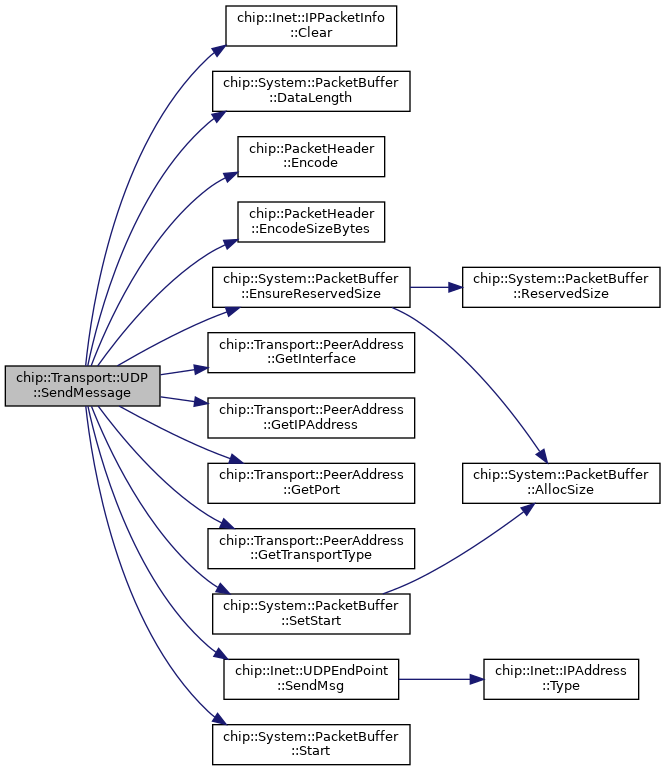 chip::Inet::IPPacketInfo
::Clear
chip::System::PacketBuffer
::DataLength
chip::PacketHeader
::Encode
chip::PacketHeader
::EncodeSizeBytes
chip::System::PacketBuffer
::EnsureReservedSize
chip::System::PacketBuffer
::ReservedSize
chip::Transport::PeerAddress
::GetInterface
chip::Transport::UDP
::SendMessage
chip::Transport::PeerAddress
::GetIPAddress
chip::Transport::PeerAddress
::GetPort
chip::System::PacketBuffer
::AllocSize
chip::Transport::PeerAddress
::GetTransportType
chip::System::PacketBuffer
::SetStart
chip::Inet::UDPEndPoint
::SendMsg
chip::Inet::IPAddress
::Type
chip::System::PacketBuffer
::Start